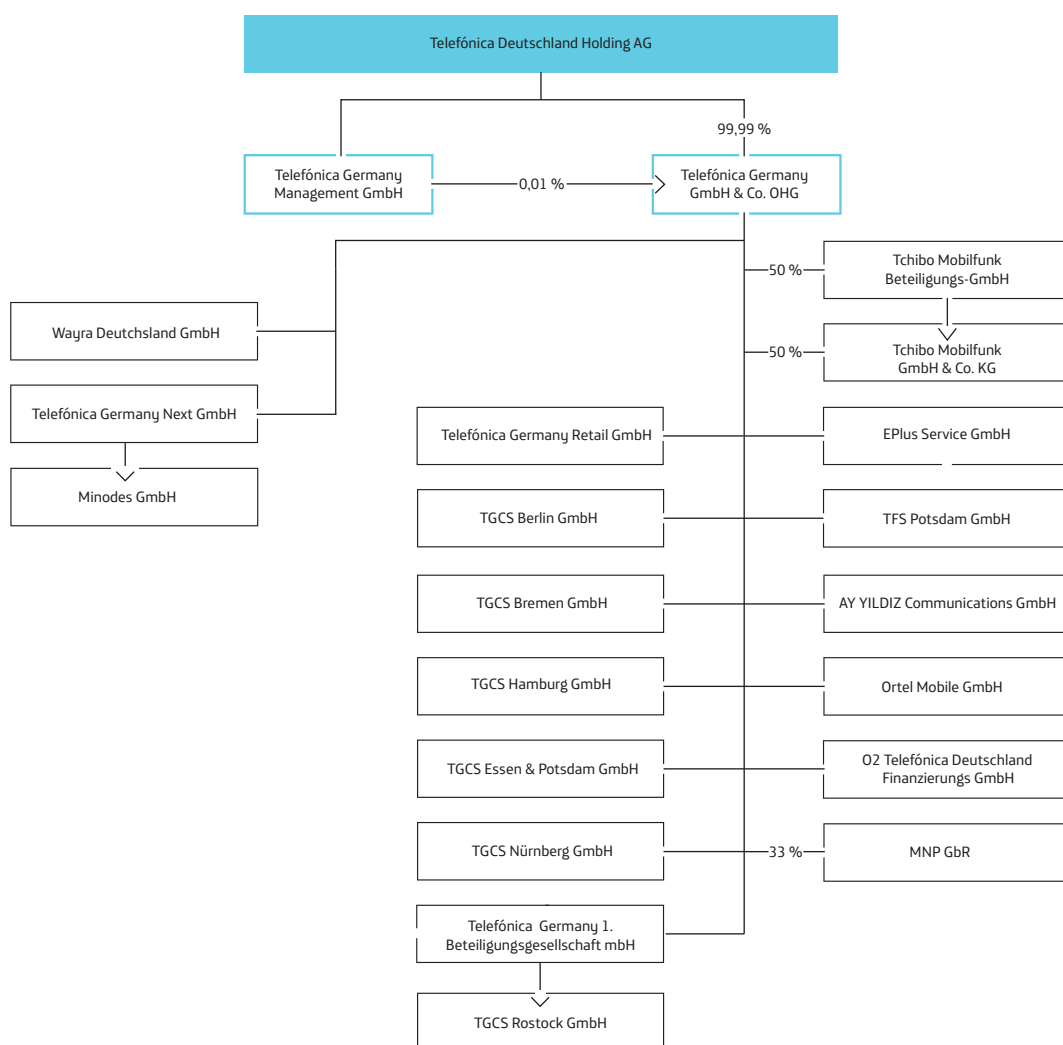 Telefónica Deutschland Holding AG
99,99 %
Telefónica Germany
Management GmbH
0,01 %
Telefónica Germany
GmbH & Co. OHG
50 %
Tchibo Mobilfunk
Beteiligungs-GmbH
Wayra Deutchsland GmbH
50 %
Tchibo Mobilfunk
GmbH & Co. KG
Telefónica Germany Next GmbH
Telefónica Germany Retail GmbH
EPlus Service GmbH
Minodes GmbH
TGCS Berlin GmbH
TFS Potsdam GmbH
TGCS Bremen GmbH
AY YILDIZ Communications GmbH
TGCS Hamburg GmbH
Ortel Mobile GmbH
TGCS Essen & Potsdam GmbH
O2 Telefónica Deutschland
Finanzierungs GmbH
TGCS Nürnberg GmbH
33 %
MNP GbR
Telefónica Germany 1.
Beteiligungsgesellschaft mbH
TGCS Rostock GmbH